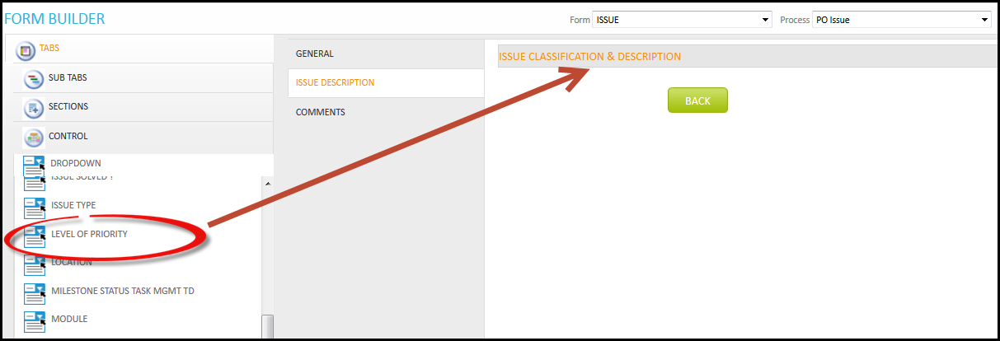 FORM BUILDER
Form ISSUE Process PO Issue
TABS
SUB TABS
SECTIONS
CONTROL
DROPDOWN
ISSUE SOLVED ?
ISSUE TYPE
LEVEL OF PRIORITY
LOCATION
MILESTONE STATUS TASK MGMT TD
MODULE
GENERAL
ISSUE DESCRIPTION
COMMENTS
ISSUE CLASSIFICATION & DESCRIPTION
BACK